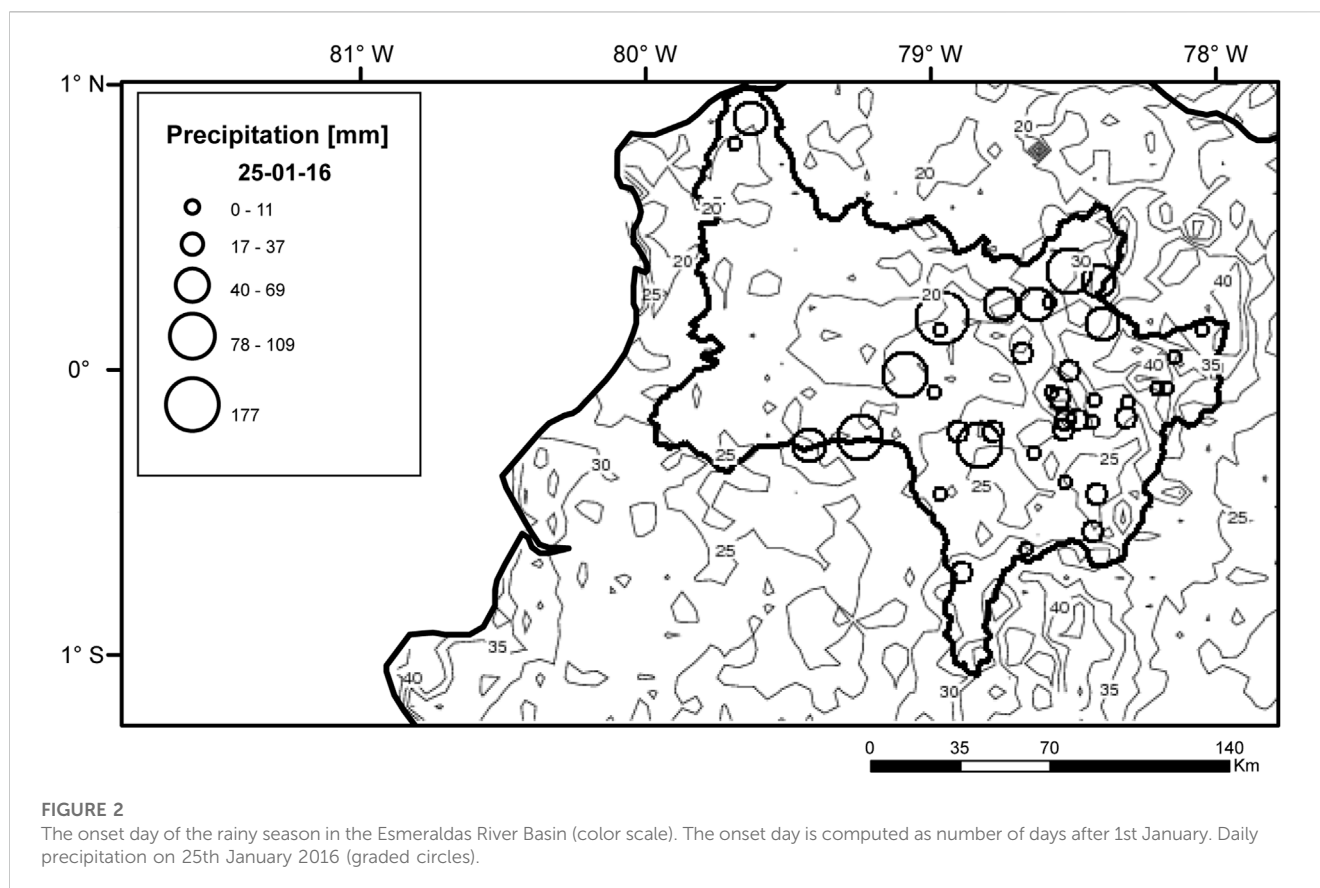 81° W 80° W 79° W 78° W
1° N
0°
1° S
Precipitation [mm]
25-01-16
0 - 11
17 - 37
40 - 69
78 - 109
177
20
20
20
20
30
25
20
40
40
35
25
30
25
25
25
25
40
35
40
30
35
0 35 70 140
Km
FIGURE 2
The onset day of the rainy season in the Esmeraldas River Basin (color scale). The onset day is computed as number of days after 1st January. Daily
precipitation on 25th January 2016 (graded circles).